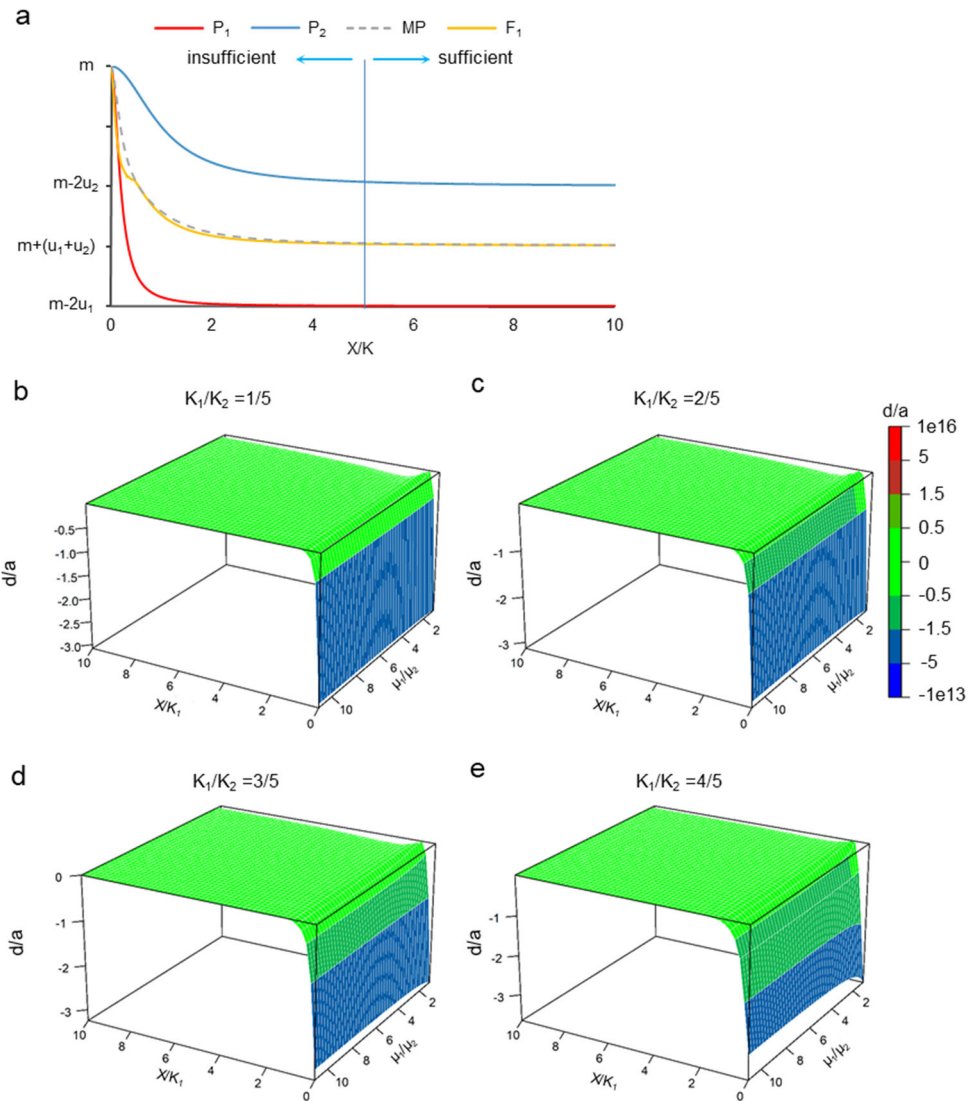 a
P₁ P₂ MP F₁
insufficient sufficient
m
m-2u₂
m+(u₁+u₂)
m-2u₁
0 2 4 6 8 10
X/K
b
K₁/K₂ =1/5
d/a
-0.5
-1.0
-1.5
-2.0
-2.5
-3.0
10 8 6 4 2 0
X/K₁
10 8 6 4 2
μ₁/μ₂
c
K₁/K₂ =2/5
d/a
-1
-2
-3
10 8 6 4 2 0
X/K₁
10 8 6 4 2
μ₁/μ₂
d/a
1e16
5
1.5
0.5
0
-0.5
-1.5
-5
-1e13
d
K₁/K₂ =3/5
d/a
0
-1
-2
-3
10 8 6 4 2 0
X/K₁
10 8 6 4 2
μ₁/μ₂
e
K₁/K₂ =4/5
d/a
-1
-2
-3
10 8 6 4 2 0
X/K₁
10 8 6 4 2
μ₁/μ₂